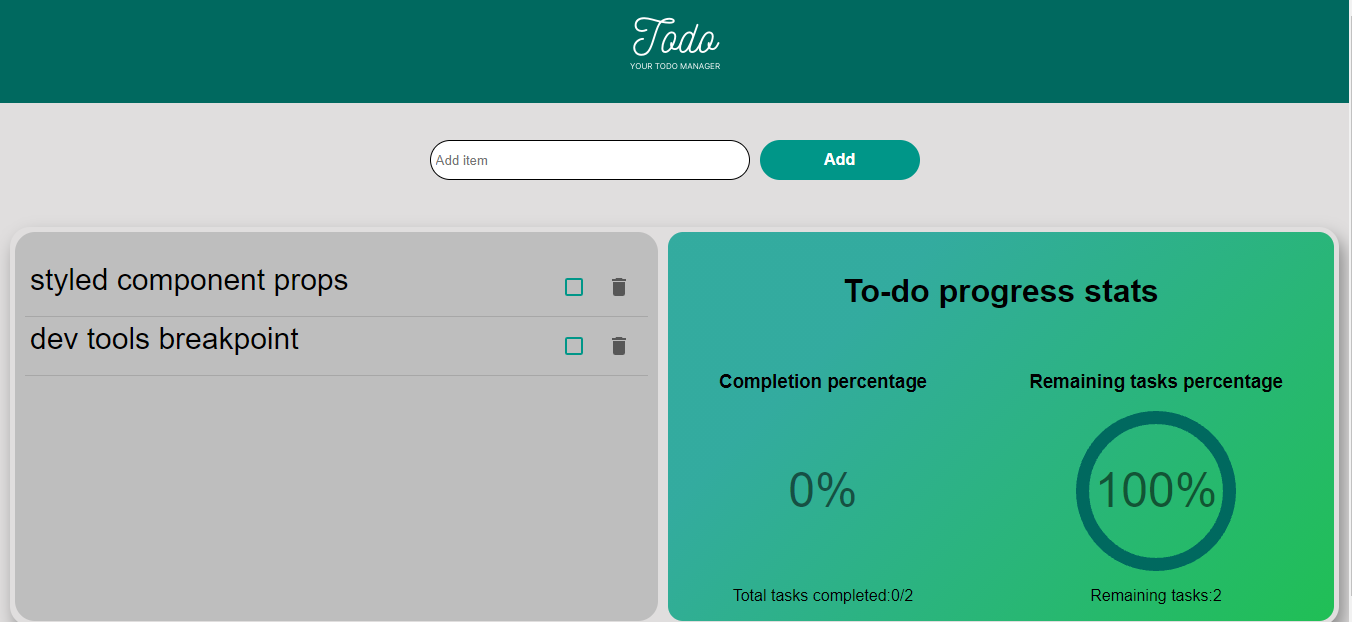 Todo
YOUR TODO MANAGER
Add item
Add
styled component props
dev tools breakpoint
To-do progress stats
Completion percentage
0%
Total tasks completed:0/2
Remaining tasks percentage
100%
Remaining tasks:2